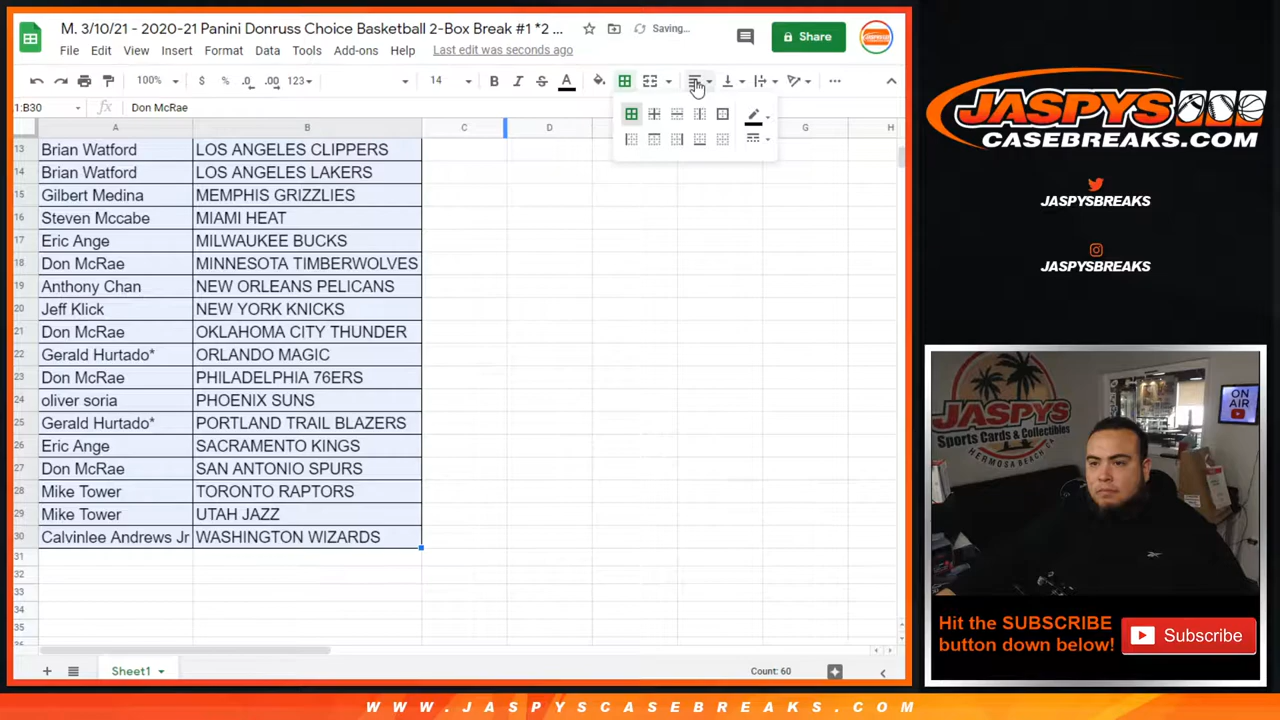 M. 3/10/21 - 2020-21 Panini Donruss Choice Basketball 2-Box Break #1 *2 ...
Saving...
Share
File Edit View Insert Format Data Tools Add-ons Help Last edit was seconds ago
100% $ % .0 .00 123 14 B I S A
1:B30 fx Don McRae
A B C D G H
13 Brian Watford LOS ANGELES CLIPPERS
14 Brian Watford LOS ANGELES LAKERS
15 Gilbert Medina MEMPHIS GRIZZLIES
16 Steven Mccabe MIAMI HEAT
17 Eric Ange MILWAUKEE BUCKS
18 Don McRae MINNESOTA TIMBERWOLVES
19 Anthony Chan NEW ORLEANS PELICANS
20 Jeff Klick NEW YORK KNICKS
21 Don McRae OKLAHOMA CITY THUNDER
22 Gerald Hurtado* ORLANDO MAGIC
23 Don McRae PHILADELPHIA 76ERS
24 oliver soria PHOENIX SUNS
25 Gerald Hurtado* PORTLAND TRAIL BLAZERS
26 Eric Ange SACRAMENTO KINGS
27 Don McRae SAN ANTONIO SPURS
28 Mike Tower TORONTO RAPTORS
29 Mike Tower UTAH JAZZ
30 Calvinlee Andrews Jr WASHINGTON WIZARDS
31
32
33
34
35
Sheet1
Count: 60
JASPYS
CASEBREAKS.COM
JASPYSBREAKS
JASPYSBREAKS
JASPYS
Sports Cards & Collectibles
HERMOSA BEACH CA
ON
AIR
Hit the SUBSCRIBE
button down below!
Subscribe
WWW.JASPYSCASEBREAKS.COM